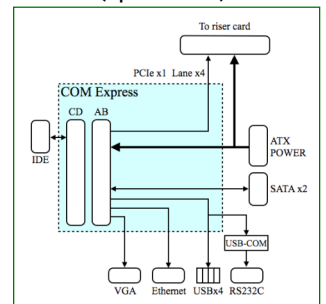 To riser card
PCIe x1 Lane x4
COM Express
CD AB
IDE
ATX
POWER
SATA x2
USB-COM
VGA Ethernet USBx4 RS232C